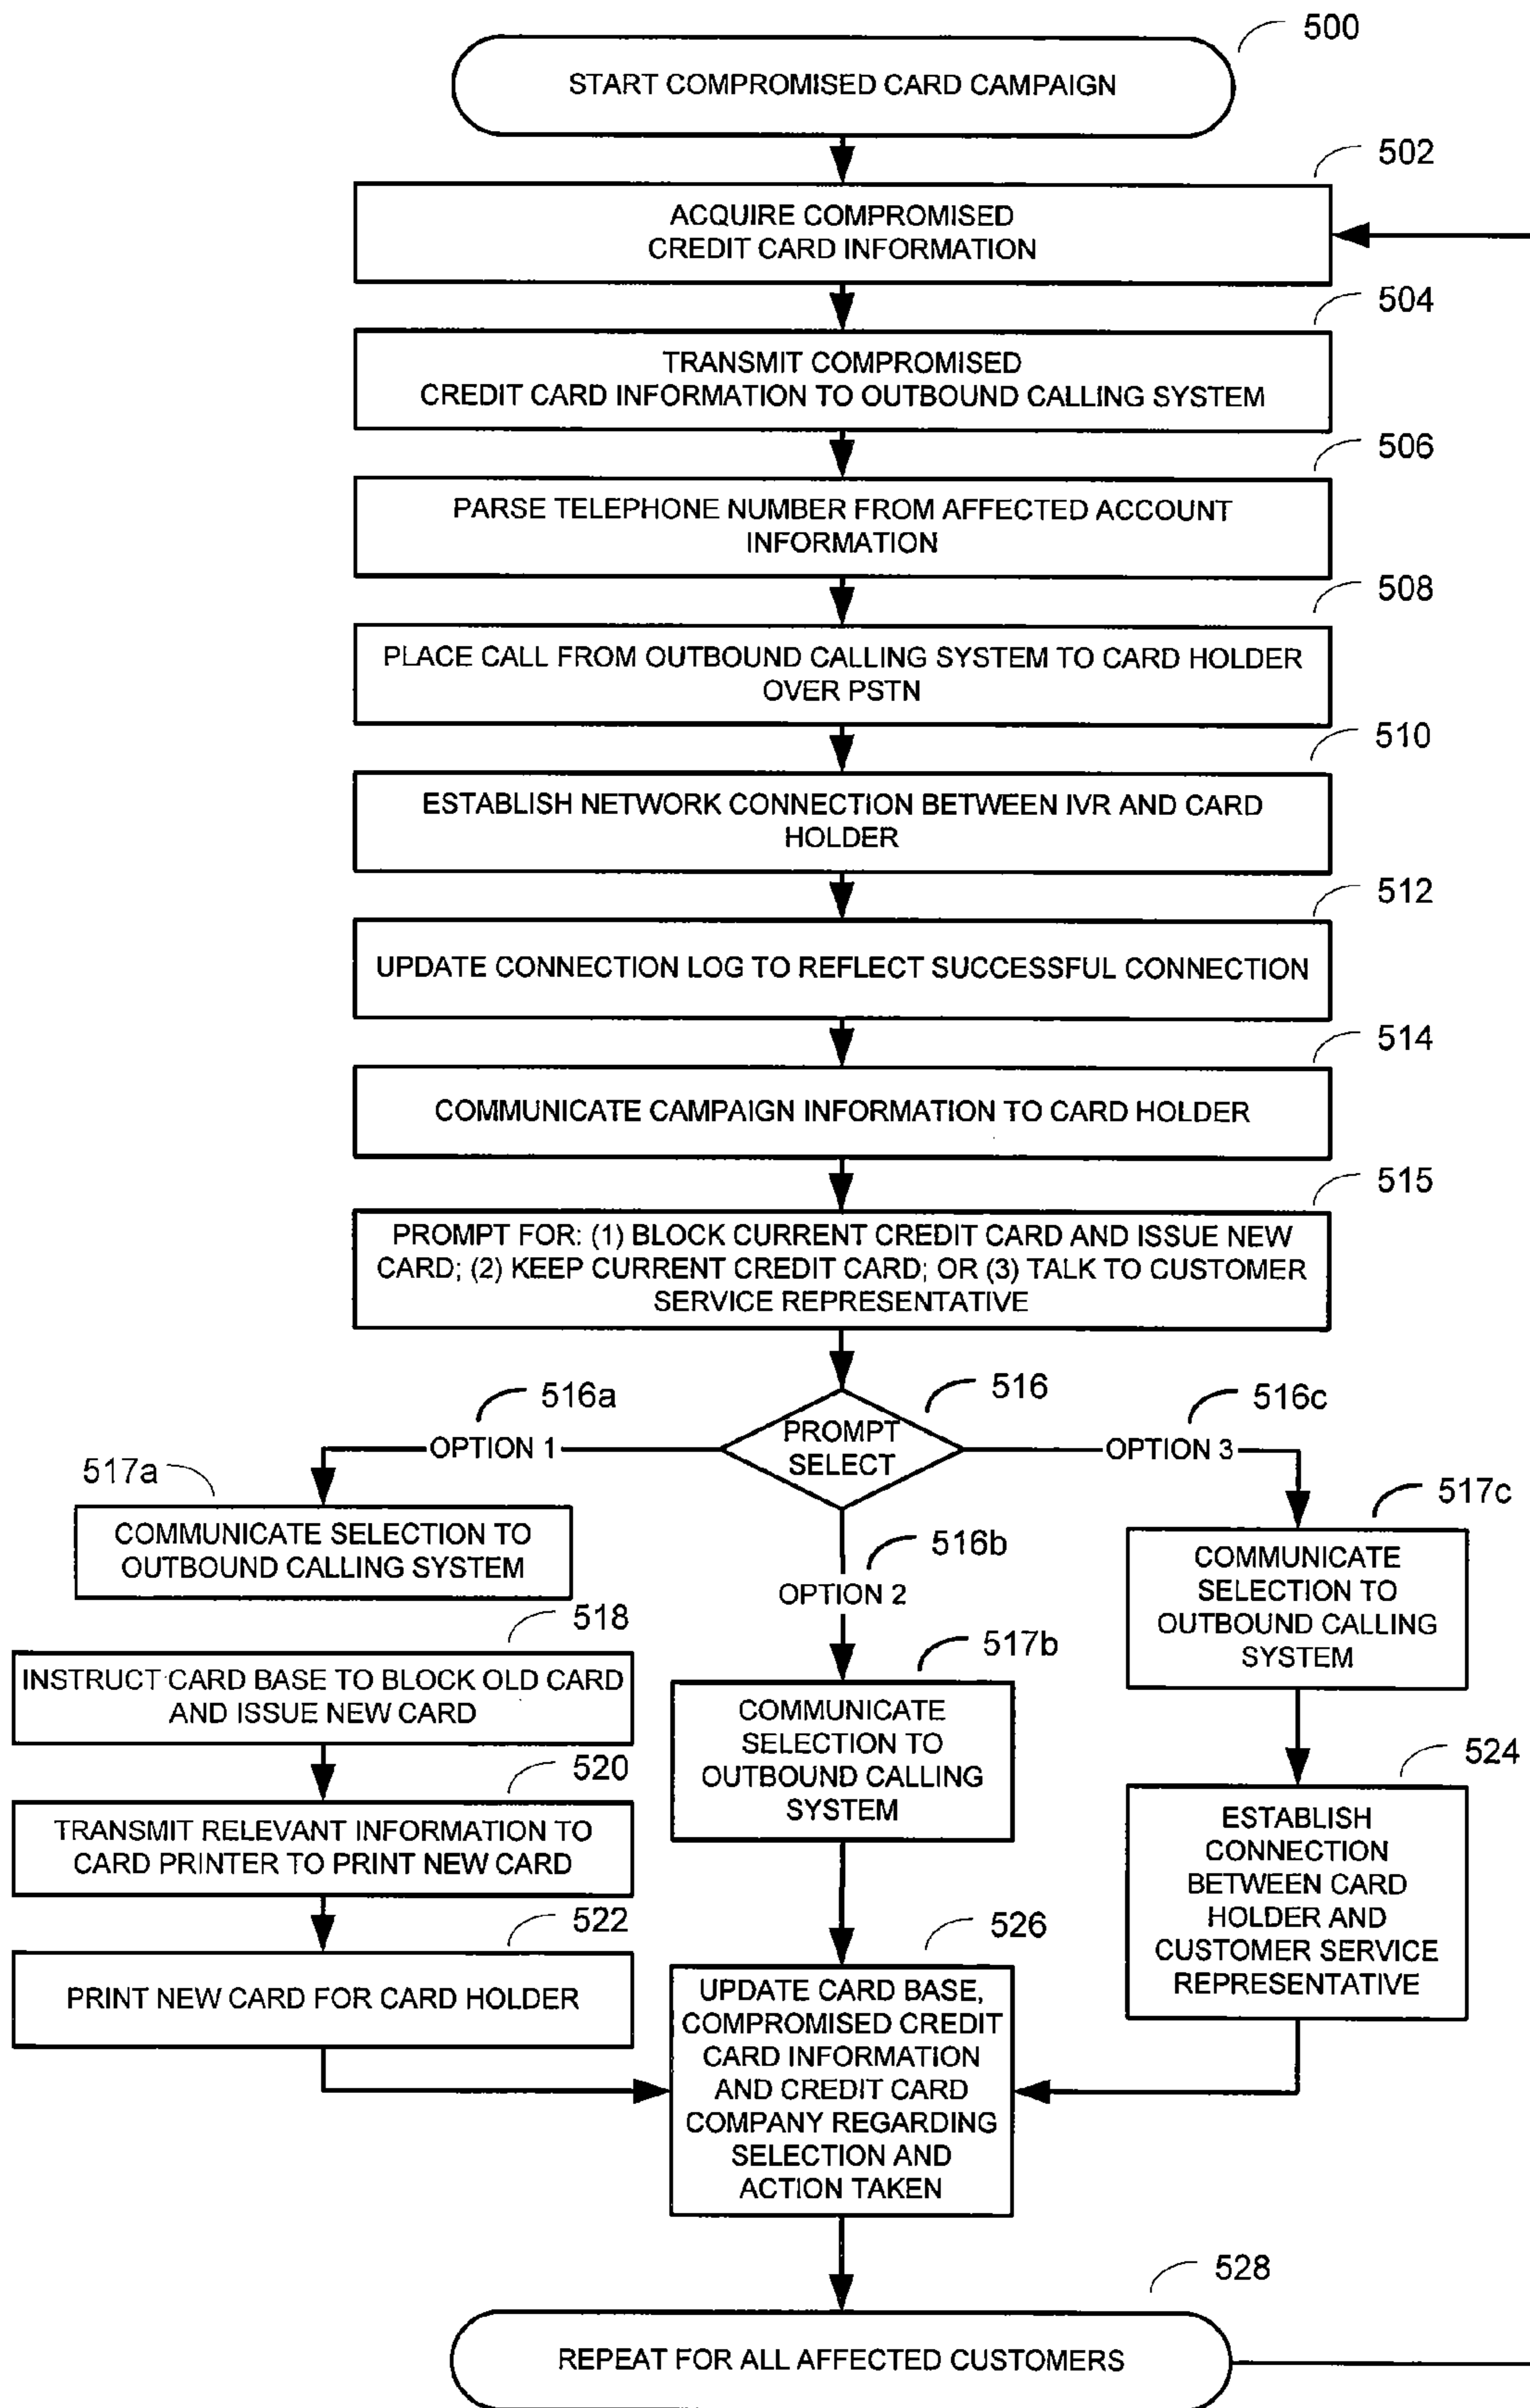 500
START COMPROMISED CARD CAMPAIGN
502
ACQUIRE COMPROMISED
CREDIT CARD INFORMATION
504
TRANSMIT COMPROMISED
CREDIT CARD INFORMATION TO OUTBOUND CALLING SYSTEM
506
PARSE TELEPHONE NUMBER FROM AFFECTED ACCOUNT
INFORMATION
508
PLACE CALL FROM OUTBOUND CALLING SYSTEM TO CARD HOLDER
OVER PSTN
510
ESTABLISH NETWORK CONNECTION BETWEEN IVR AND CARD
HOLDER
512
UPDATE CONNECTION LOG TO REFLECT SUCCESSFUL CONNECTION
514
COMMUNICATE CAMPAIGN INFORMATION TO CARD HOLDER
515
PROMPT FOR: (1) BLOCK CURRENT CREDIT CARD AND ISSUE NEW
CARD; (2) KEEP CURRENT CREDIT CARD; OR (3) TALK TO CUSTOMER
SERVICE REPRESENTATIVE
516
PROMPT
SELECT
516a
OPTION 1
517a
COMMUNICATE SELECTION TO
OUTBOUND CALLING SYSTEM
518
INSTRUCT CARD BASE TO BLOCK OLD CARD
AND ISSUE NEW CARD
520
TRANSMIT RELEVANT INFORMATION TO
CARD PRINTER TO PRINT NEW CARD
522
PRINT NEW CARD FOR CARD HOLDER
516b
OPTION 2
517b
COMMUNICATE
SELECTION TO
OUTBOUND CALLING
SYSTEM
516c
OPTION 3
517c
COMMUNICATE
SELECTION TO
OUTBOUND CALLING
SYSTEM
524
ESTABLISH
CONNECTION
BETWEEN CARD
HOLDER AND
CUSTOMER SERVICE
REPRESENTATIVE
526
UPDATE CARD BASE,
COMPROMISED CREDIT
CARD INFORMATION
AND CREDIT CARD
COMPANY REGARDING
SELECTION AND
ACTION TAKEN
528
REPEAT FOR ALL AFFECTED CUSTOMERS